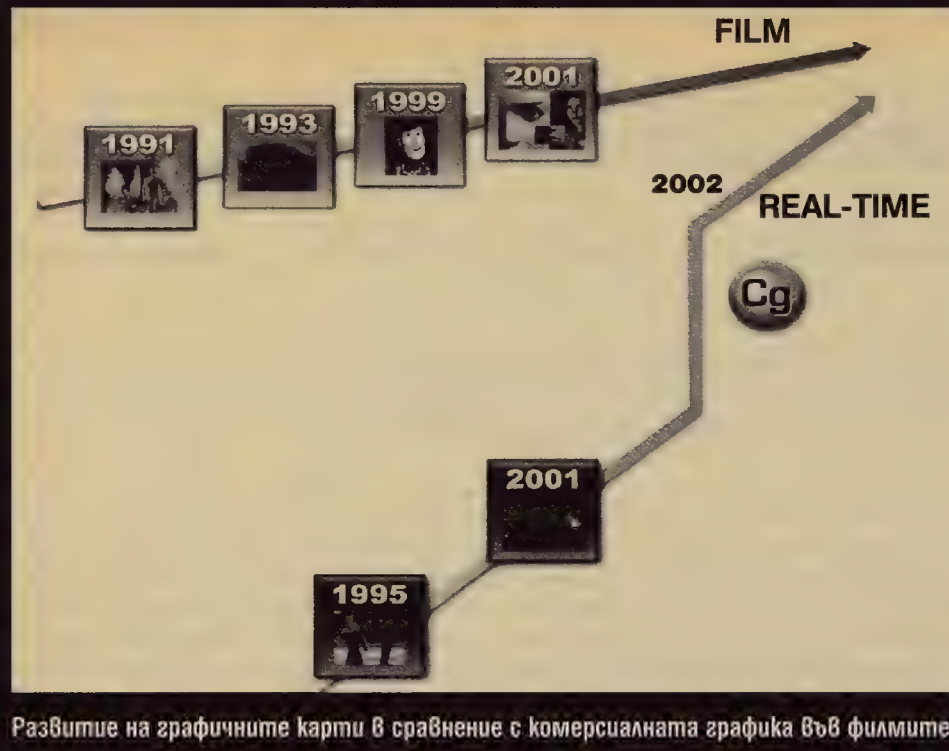 FILM
2001
1999
1993
1991
2002
REAL-TIME
Cg
2001
1995
Развитие на графичните карти в сравнение с комерсиалната графика във филмите